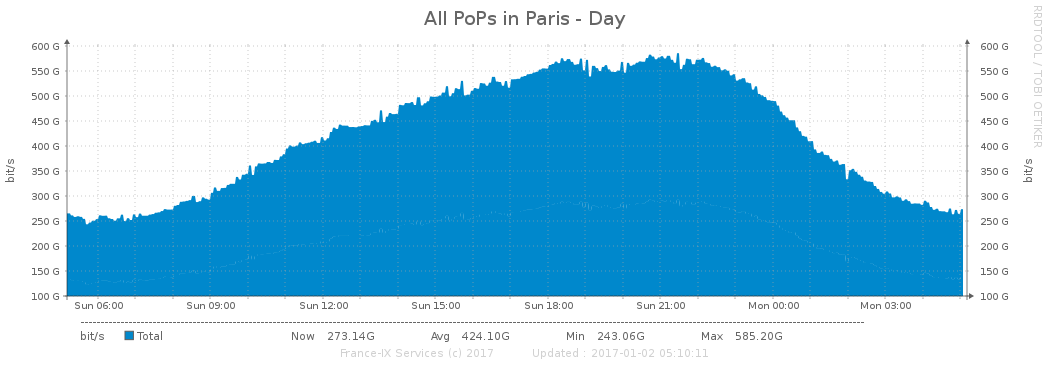 All PoPs in Paris - Day
RRDTOOL / TOBI OETIKER
bit/s
600 G
550 G
500 G
450 G
400 G
350 G
300 G
250 G
200 G
150 G
100 G
600 G
550 G
500 G
450 G
400 G
350 G
300 G
250 G
200 G
150 G
100 G
bit/s
Sun 06:00 Sun 09:00 Sun 12:00 Sun 15:00 Sun 18:00 Sun 21:00 Mon 00:00 Mon 03:00
bit/s Total Now 273.14G Avg 424.10G Min 243.06G Max 585.20G
France-IX Services (c) 2017 Updated : 2017-01-02 05:10:11